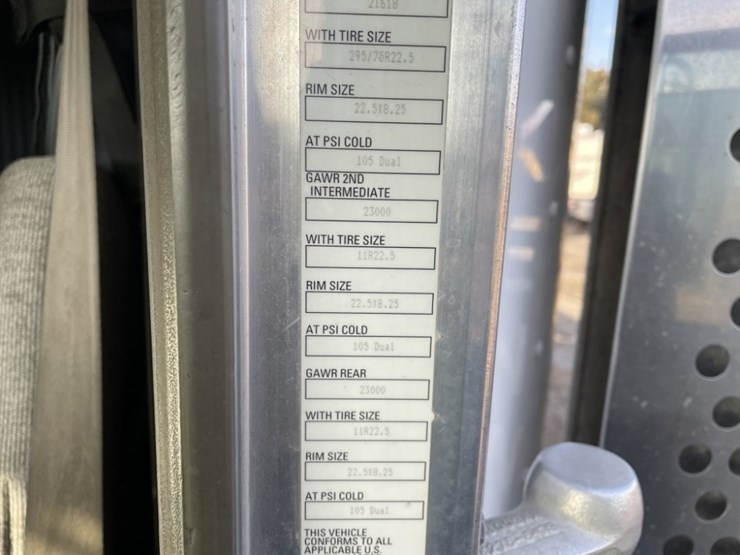 21618
WITH TIRE SIZE
295/75R22.5
RIM SIZE
22.5X8.25
AT PSI COLD
105 Dual
GAWR 2ND
INTERMEDIATE
23000
WITH TIRE SIZE
11R22.5
RIM SIZE
22.5X8.25
AT PSI COLD
105 Dual
GAWR REAR
23000
WITH TIRE SIZE
11R22.5
RIM SIZE
22.5X8.25
AT PSI COLD
105 Dual
THIS VEHICLE
CONFORMS TO ALL
APPLICABLE U.S.